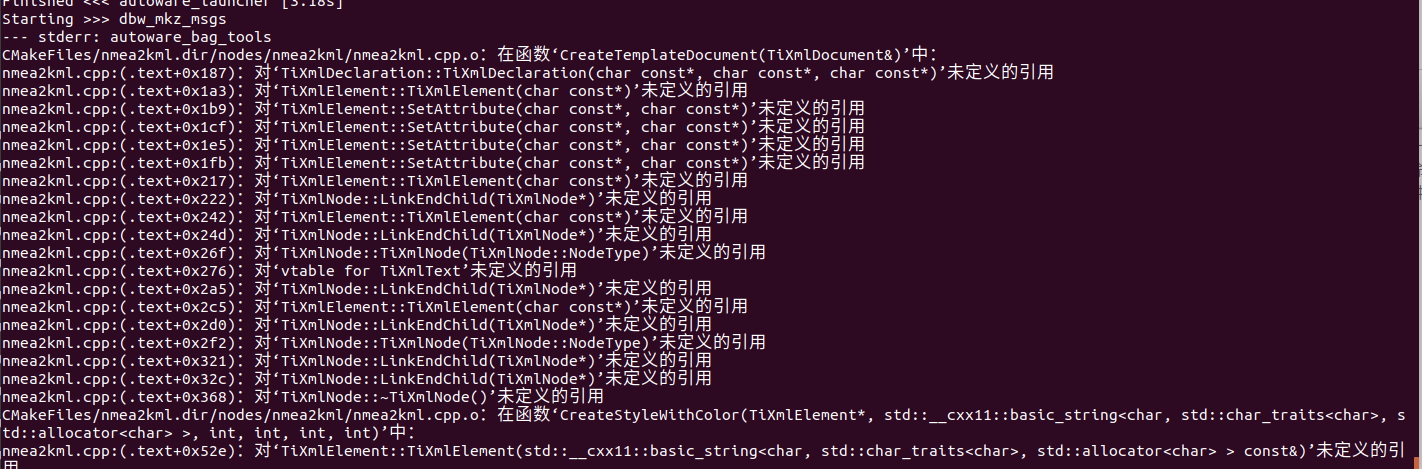 Finished <<< autoware_launcher [3.18s]
Starting >>> dbw_mkz_msgs
--- stderr: autoware_bag_tools
CMakeFiles/nmea2kml.dir/nodes/nmea2kml/nmea2kml.cpp.o：在函数‘CreateTemplateDocument(TiXmlDocument&)’中：
nmea2kml.cpp:(.text+0x187)：对‘TiXmlDeclaration::TiXmlDeclaration(char const*, char const*, char const*)’未定义的引用
nmea2kml.cpp:(.text+0x1a3)：对‘TiXmlElement::TiXmlElement(char const*)’未定义的引用
nmea2kml.cpp:(.text+0x1b9)：对‘TiXmlElement::SetAttribute(char const*, char const*)’未定义的引用
nmea2kml.cpp:(.text+0x1cf)：对‘TiXmlElement::SetAttribute(char const*, char const*)’未定义的引用
nmea2kml.cpp:(.text+0x1e5)：对‘TiXmlElement::SetAttribute(char const*, char const*)’未定义的引用
nmea2kml.cpp:(.text+0x1fb)：对‘TiXmlElement::SetAttribute(char const*, char const*)’未定义的引用
nmea2kml.cpp:(.text+0x217)：对‘TiXmlElement::TiXmlElement(char const*)’未定义的引用
nmea2kml.cpp:(.text+0x222)：对‘TiXmlNode::LinkEndChild(TiXmlNode*)’未定义的引用
nmea2kml.cpp:(.text+0x242)：对‘TiXmlElement::TiXmlElement(char const*)’未定义的引用
nmea2kml.cpp:(.text+0x24d)：对‘TiXmlNode::LinkEndChild(TiXmlNode*)’未定义的引用
nmea2kml.cpp:(.text+0x26f)：对‘TiXmlNode::TiXmlNode(TiXmlNode::NodeType)’未定义的引用
nmea2kml.cpp:(.text+0x276)：对‘vtable for TiXmlText’未定义的引用
nmea2kml.cpp:(.text+0x2a5)：对‘TiXmlNode::LinkEndChild(TiXmlNode*)’未定义的引用
nmea2kml.cpp:(.text+0x2c5)：对‘TiXmlElement::TiXmlElement(char const*)’未定义的引用
nmea2kml.cpp:(.text+0x2d0)：对‘TiXmlNode::LinkEndChild(TiXmlNode*)’未定义的引用
nmea2kml.cpp:(.text+0x2f2)：对‘TiXmlNode::TiXmlNode(TiXmlNode::NodeType)’未定义的引用
nmea2kml.cpp:(.text+0x321)：对‘TiXmlNode::LinkEndChild(TiXmlNode*)’未定义的引用
nmea2kml.cpp:(.text+0x32c)：对‘TiXmlNode::LinkEndChild(TiXmlNode*)’未定义的引用
nmea2kml.cpp:(.text+0x368)：对‘TiXmlNode::~TiXmlNode()’未定义的引用
CMakeFiles/nmea2kml.dir/nodes/nmea2kml/nmea2kml.cpp.o：在函数‘CreateStyleWithColor(TiXmlElement*, std::__cxx11::basic_string<char, std::char_traits<char>, s
td::allocator<char> >, int, int, int, int)’中：
nmea2kml.cpp:(.text+0x52e)：对‘TiXmlElement::TiXmlElement(std::__cxx11::basic_string<char, std::char_traits<char>, std::allocator<char> > const&)’未定义的引
用